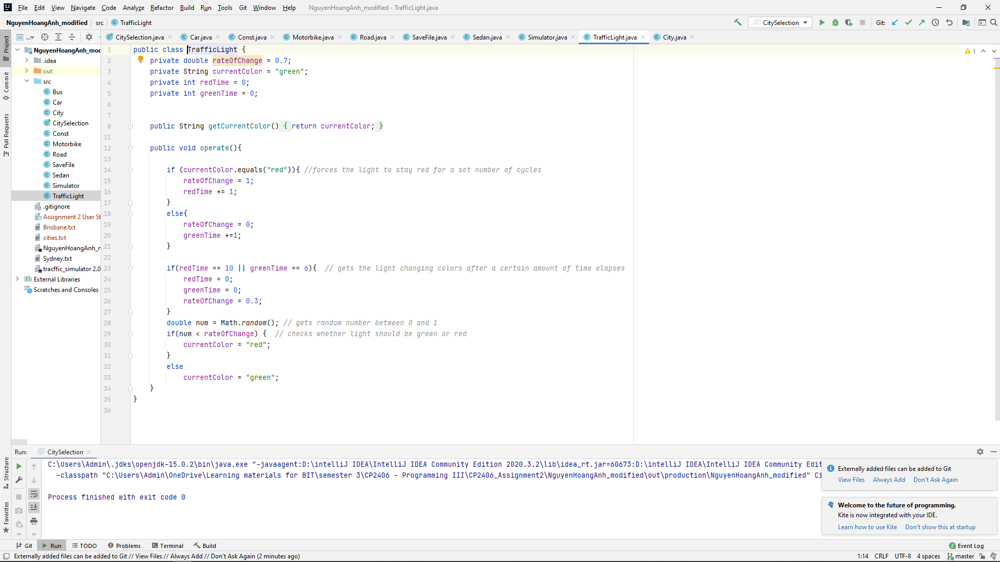 File Edit View Navigate Code Analyze Refactor Build Run Tools Git Window Help NguyenHoangAnh_modified - TrafficLight.java
NguyenHoangAnh_modified src TrafficLight CitySelection Git:
CitySelection.java Car.java Const.java Motorbike.java Road.java SaveFile.java Sedan.java Simulator.java TrafficLight.java City.java
Project
Commit
Pull Requests
NguyenHoangAnh_mod
.idea
out
src
Bus
Car
City
CitySelection
Const
Motorbike
Road
SaveFile
Sedan
Simulator
TrafficLight
.gitignore
Assignment 2 User St
Brisbane.txt
cities.txt
NguyenHoangAnh_m
Sydney.txt
tracffic_simulator 2.0
External Libraries
Scratches and Consoles
1 public class TrafficLight {
2 private double rateOfChange = 0.7;
3 private String currentColor = "green";
4 private int redTime = 0;
5 private int greenTime = 0;
6
7
8 public String getCurrentColor() { return currentColor; }
11
12 public void operate(){
13
14 if (currentColor.equals("red")){ //forces the light to stay red for a set number of cycles
15 rateOfChange = 1;
16 redTime += 1;
17 }
18 else{
19 rateOfChange = 0;
20 greenTime +=1;
21 }
22
23 if(redTime == 10 || greenTime == 6){ // gets the light changing colors after a certain amount of time elapses
24 redTime = 0;
25 greenTime = 0;
26 rateOfChange = 0.3;
27 }
28 double num = Math.random(); // gets random number between 0 and 1
29 if(num < rateOfChange) { // checks whether light should be green or red
30 currentColor = "red";
31 }
32 else
33 currentColor = "green";
34 }
35 }
36
1
Run: CitySelection
Structure
Favorites
C:\Users\Admin\.jdks\openjdk-15.0.2\bin\java.exe "-javaagent:D:\intelliJ IDEA\IntelliJ IDEA Community Edition 2020.3.2\lib\idea_rt.jar=60673:D:\intelliJ IDEA\IntelliJ IDEA Community Edit
-classpath "C:\Users\Admin\OneDrive\Learning materials for BIT\semester 3\CP2406 - Programming III\CP2406_Assignment2\NguyenHoangAnh_modified\out\production\NguyenHoangAnh_modified" Ci
Process finished with exit code 0
Externally added files can be added to Git
View Files Always Add Don't Ask Again
Welcome to the future of programming.
Kite is now integrated with your IDE.
Learn how to use Kite Don't show this at startup
Git Run TODO Problems Terminal Build 2 Event Log
Externally added files can be added to Git // View Files // Always Add // Don't Ask Again (2 minutes ago) 1:14 CRLF UTF-8 4 spaces master